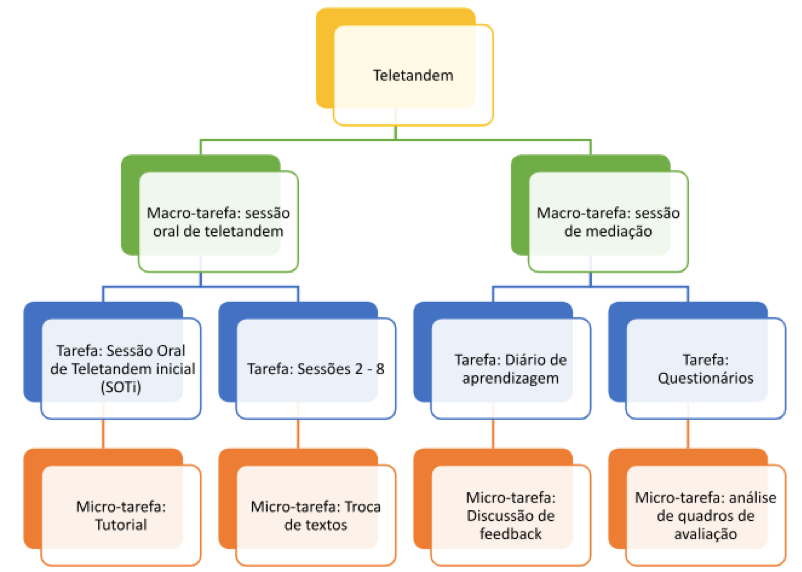 Teletandem
Macro-tarefa: sessão
oral de teletandem
Macro-tarefa: sessão
de mediação
Tarefa: Sessão Oral
de Teletandem inicial
(SOTi)
Tarefa: Sessões 2 - 8
Tarefa: Diário de
aprendizagem
Tarefa:
Questionários
Micro-tarefa:
Tutorial
Micro-tarefa: Troca
de textos
Micro-tarefa:
Discussão de
feedback
Micro-tarefa: análise
de quadros de
avaliação